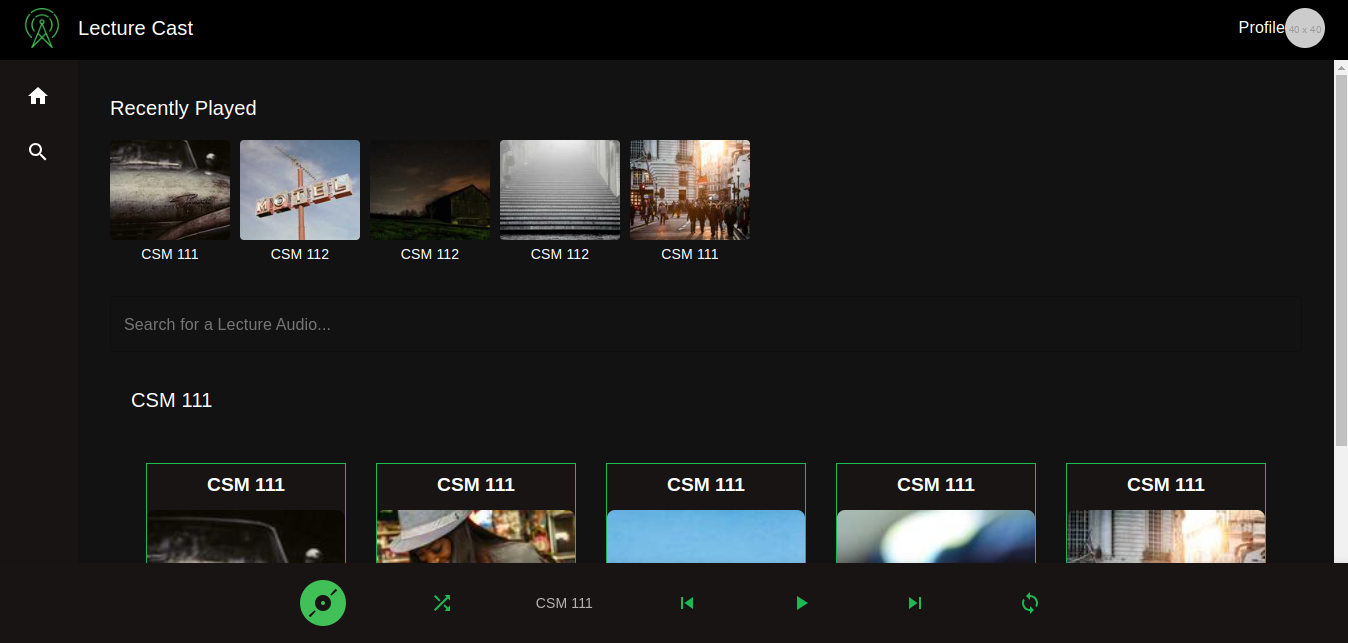 Lecture Cast
Profile
40 x 40
Recently Played
MOTEL
CSM 111
CSM 112
CSM 112
CSM 112
CSM 111
Search for a Lecture Audio...
CSM 111
CSM 111
CSM 111
CSM 111
CSM 111
CSM 111
CSM 111